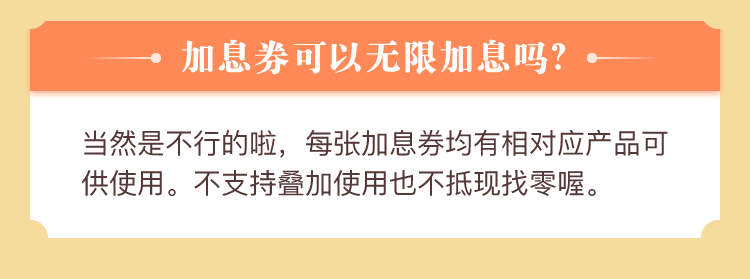 加息券可以无限加息吗？
当然是不行的啦，每张加息券均有相对应产品可
供使用。不支持叠加使用也不抵现找零喔。